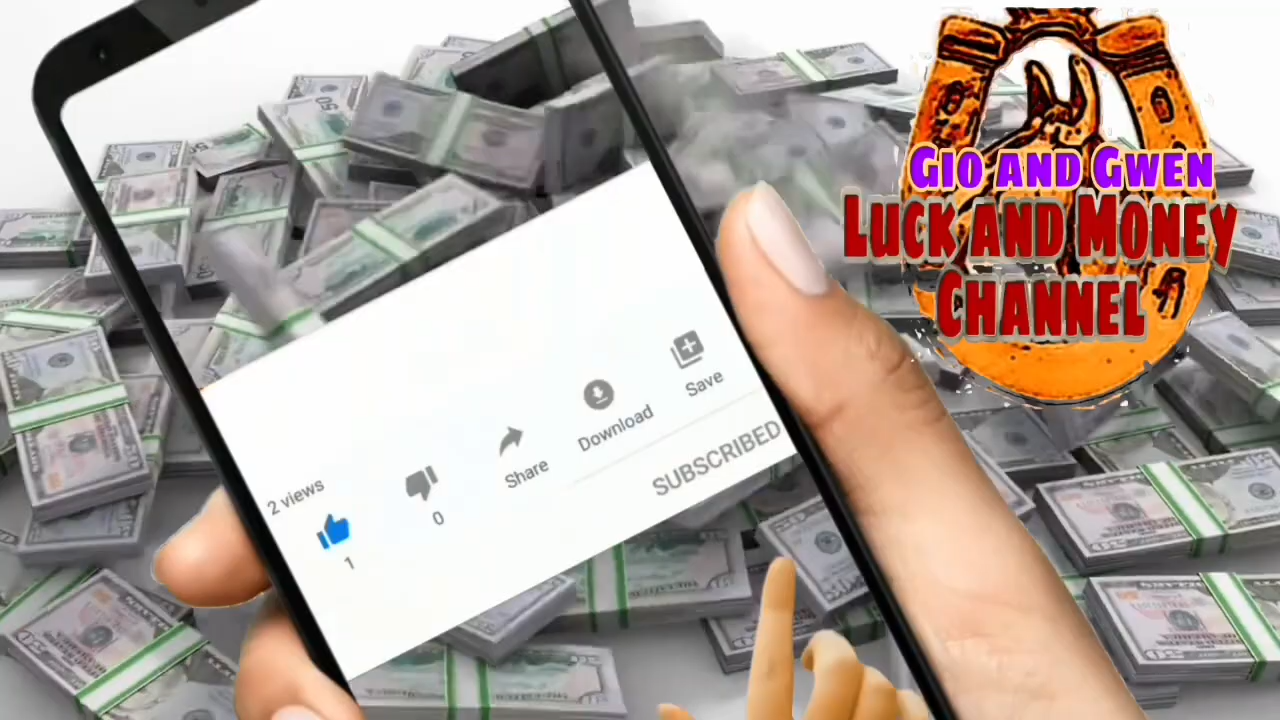 Gio and Gwen
Luck and Money
Channel
2 views
1
0
Share
Download
Save
SUBSCRIBED